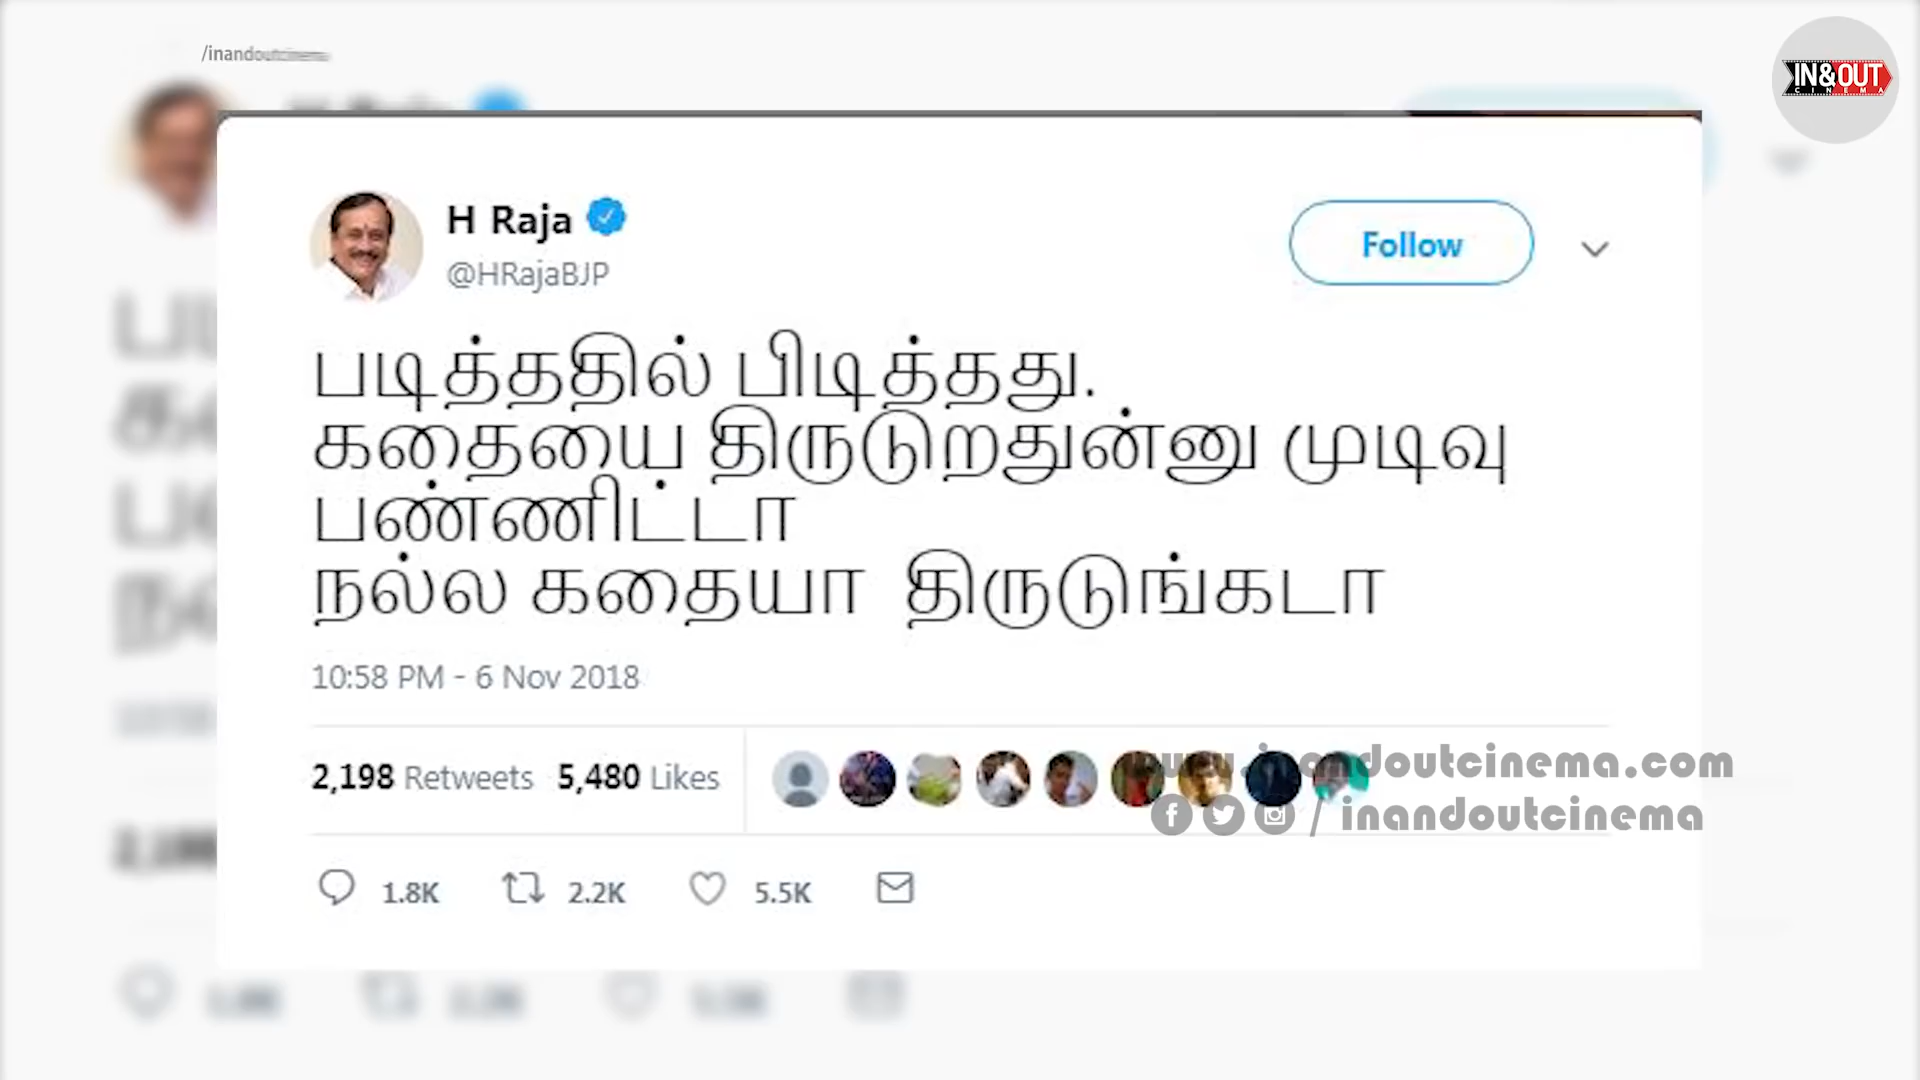 /inandoutcinema
IN&OUT
CINEMA
H Raja
@HRajaBJP
Follow
படித்ததில் பிடித்தது.
கதையை திருடுறதுன்னு முடிவு
பண்ணிட்டா
நல்ல கதையா திருடுங்கடா
10:58 PM - 6 Nov 2018
2,198 Retweets 5,480 Likes
www.inandoutcinema.com
/ inandoutcinema
1.8K 2.2K 5.5K